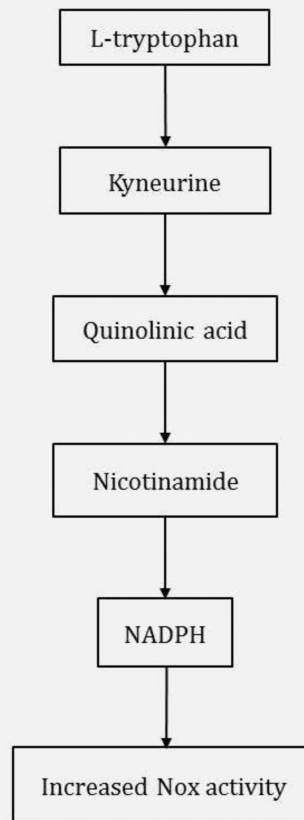 L-tryptophan
Kyneurine
Quinolinic acid
Nicotinamide
NADPH
Increased Nox activity